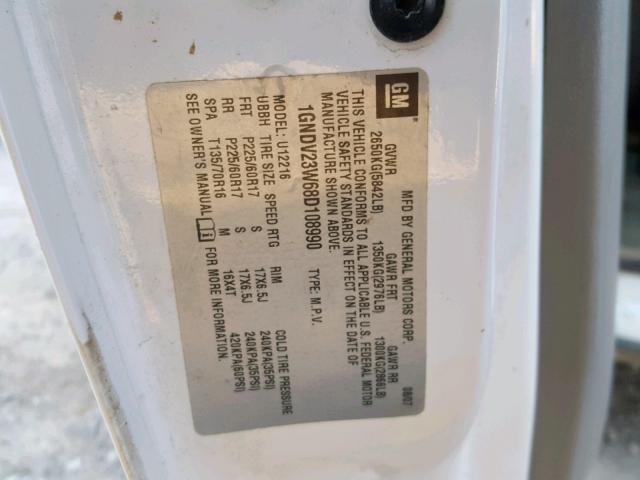 GM
MFD BY GENERAL MOTORS CORP. 08/07
GVWR GAWR FRT GAWR RR
2650KG(5842LB) 1350KG(2976LB) 1300KG(2866LB)
THIS VEHICLE CONFORMS TO ALL APPLICABLE U.S. FEDERAL MOTOR
VEHICLE SAFETY STANDARDS IN EFFECT ON THE DATE OF
MANUFACTURE SHOWN ABOVE.
1GNDV23W68D108990 TYPE: M.P.V.
MODEL: U12216
UBBH TIRE SIZE SPEED RTG RIM COLD TIRE PRESSURE
FRT P225/60R17 S 17X6.5J 240KPA(35PSI)
RR P225/60R17 S 17X6.5J 240KPA(35PSI)
SPA T135/70R16 M 16X4T 420KPA(60PSI)
SEE OWNER'S MANUAL FOR MORE INFORMATION.